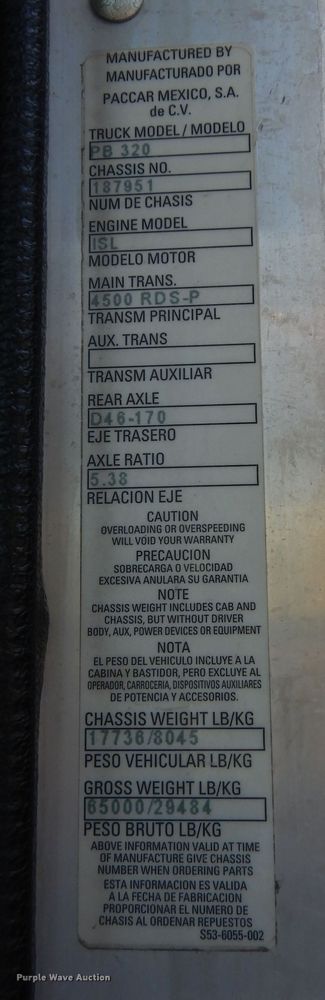 MANUFACTURED BY
MANUFACTURADO POR
PACCAR MEXICO, S.A.
de C.V.
TRUCK MODEL / MODELO
PB 320
CHASSIS NO.
187951
NUM DE CHASIS
ENGINE MODEL
ISL
MODELO MOTOR
MAIN TRANS.
4500 RDS-P
TRANSM PRINCIPAL
AUX. TRANS
TRANSM AUXILIAR
REAR AXLE
D46-170
EJE TRASERO
AXLE RATIO
5.38
RELACION EJE
CAUTION
OVERLOADING OR OVERSPEEDING
WILL VOID YOUR WARRANTY
PRECAUCION
SOBRECARGA O VELOCIDAD
EXCESIVA ANULARA SU GARANTIA
NOTE
CHASSIS WEIGHT INCLUDES CAB AND
CHASSIS, BUT WITHOUT DRIVER
BODY, AUX, POWER DEVICES OR EQUIPMENT
NOTA
EL PESO DEL VEHICULO INCLUYE A LA
CABINA Y BASTIDOR, PERO EXCLUYE AL
OPERADOR, CARROCERIA, DISPOSITIVOS AUXILIARES
DE POTENCIA Y ACCESORIOS.
CHASSIS WEIGHT LB/KG
17736/8045
PESO VEHICULAR LB/KG
GROSS WEIGHT LB/KG
65000/29484
PESO BRUTO LB/KG
ABOVE INFORMATION VALID AT TIME
OF MANUFACTURE GIVE CHASSIS
NUMBER WHEN ORDERING PARTS
ESTA INFORMACION ES VALIDA
A LA FECHA DE FABRICACION
PROPORCIONAR EL NUMERO DE
CHASIS AL ORDENAR REPUESTOS
S53-6055-002
Purple Wave Auction